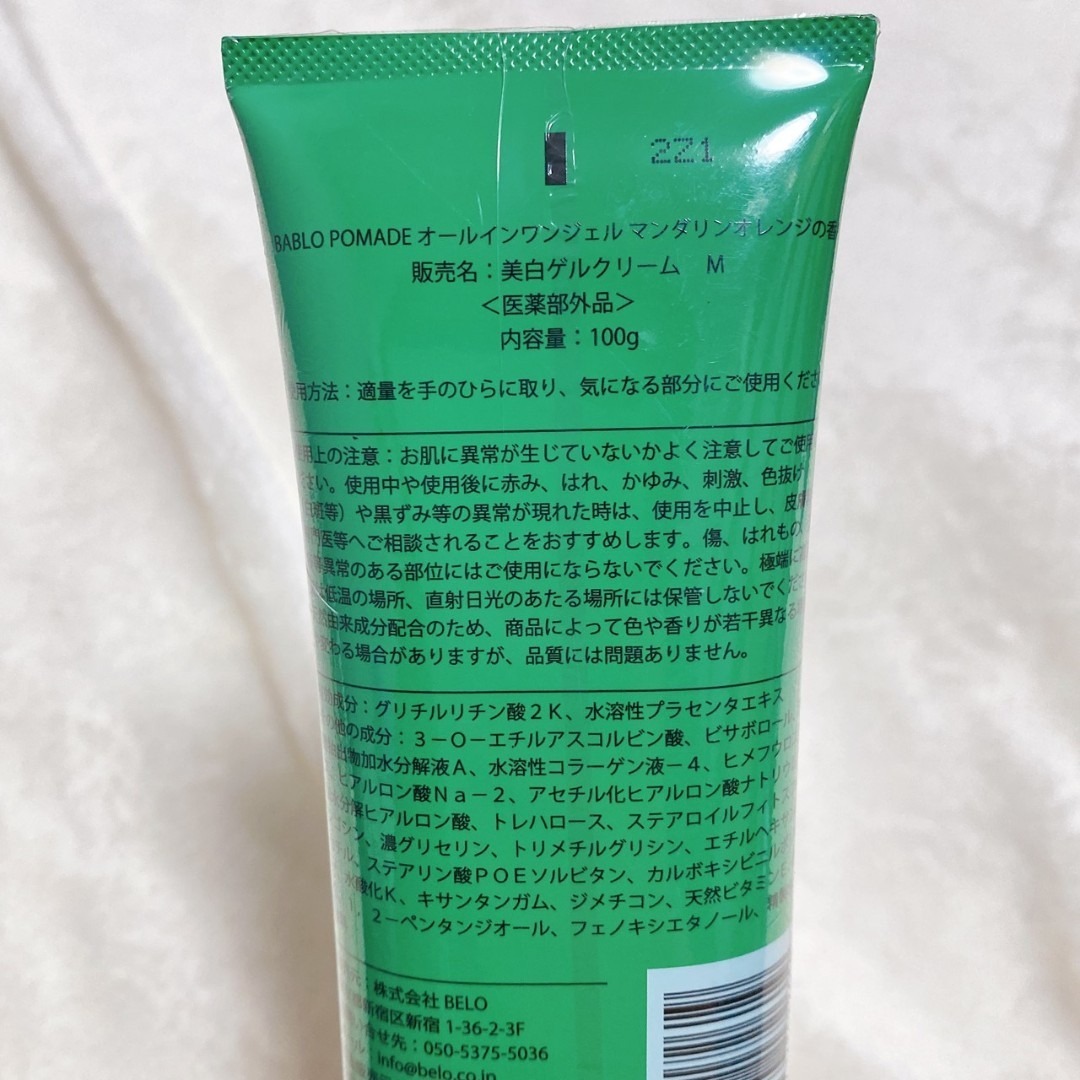 2Z1
BABLO POMADE オールインワンジェル マンダリンオレンジの香
販売名：美白ゲルクリーム M
＜医薬部外品＞
内容量：100g
用方法：適量を手のひらに取り、気になる部分にご使用くださ
用上の注意：お肌に異常が生じていないかよく注意してご使用
さい。使用中や使用後に赤み、はれ、かゆみ、刺激、色抜け
白斑等）や黒ずみ等の異常が現れた時は、使用を中止し、皮膚
門医等へご相談されることをおすすめします。傷、はれもの、
等異常のある部位にはご使用にならないでください。極端に
低温の場所、直射日光のあたる場所には保管しないでくださ
由来成分配合のため、商品によって色や香りが若干異なる
変わる場合がありますが、品質には問題ありません。
成分：グリチルリチン酸２Ｋ、水溶性プラセンタエキス
の他の成分：３－Ｏ－エチルアスコルビン酸、ビサボロール
抽出物加水分解液Ａ、水溶性コラーゲン液－４、ヒメフウロ
ヒアルロン酸Ｎａ－２、アセチル化ヒアルロン酸ナトリウ
分解ヒアルロン酸、トレハロース、ステアロイルフィトス
シン、濃グリセリン、トリメチルグリシン、エチルヘキサ
ル、ステアリン酸ＰＯＥソルビタン、カルボキシビニル
水酸化Ｋ、キサンタンガム、ジメチコン、天然ビタミンＥ
２－ペンタンジオール、フェノキシエタノール、精製
元：株式会社 BELO
新宿区新宿 1-36-2-3F
合せ先：050-5375-5036
ール：info@belo.co.jp